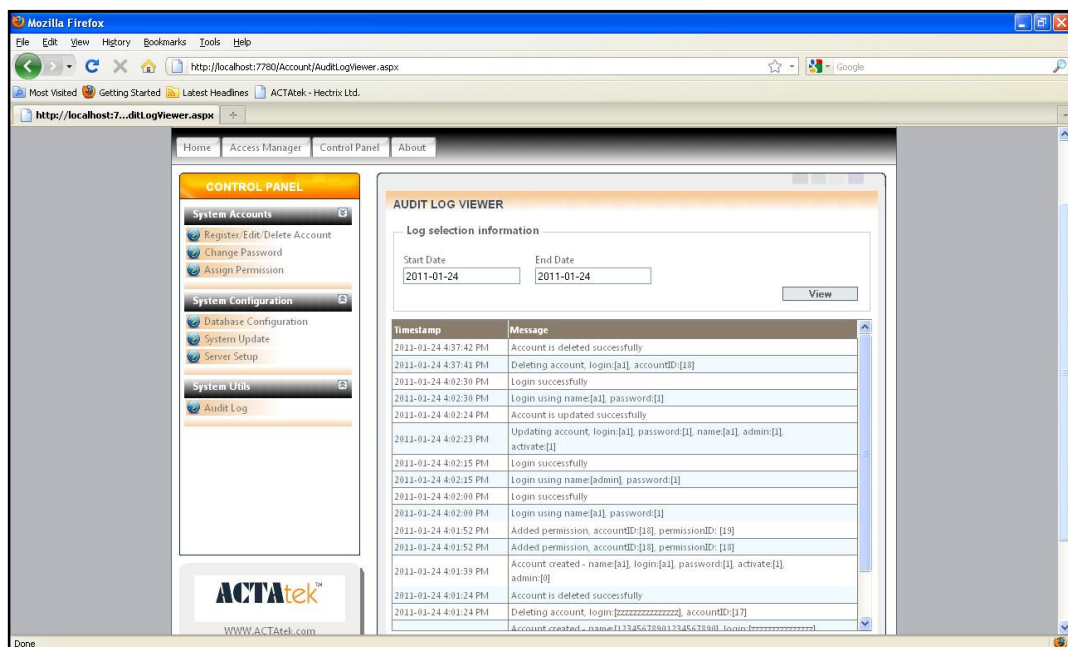 Mozilla Firefox
File Edit View History Bookmarks Tools Help
http://localhost:7780/Account/AuditLogViewer.aspx
Google
Most Visited Getting Started Latest Headlines ACTAtek - Hectrix Ltd.
http://localhost:7...ditLogViewer.aspx
Home Access Manager Control Panel About
CONTROL PANEL
System Accounts
Register/Edit/Delete Account
Change Password
Assign Permission
System Configuration
Database Configuration
System Update
Server Setup
System Utils
Audit Log
ACTAtek™
WWW.ACTAtek.com
AUDIT LOG VIEWER
Log selection information
Start Date End Date
2011-01-24 2011-01-24
View
Timestamp Message
2011-01-24 4:37:42 PM Account is deleted successfully
2011-01-24 4:37:41 PM Deleting account, login:[a1], accountID:[18]
2011-01-24 4:02:30 PM Login successfully
2011-01-24 4:02:30 PM Login using name:[a1], password:[1]
2011-01-24 4:02:24 PM Account is updated successfully
2011-01-24 4:02:23 PM Updating account, login:[a1], password:[1], name:[a1], admin:[1],
activate:[1]
2011-01-24 4:02:15 PM Login successfully
2011-01-24 4:02:15 PM Login using name:[admin], password:[1]
2011-01-24 4:02:00 PM Login successfully
2011-01-24 4:02:00 PM Login using name:[a1], password:[1]
2011-01-24 4:01:52 PM Added permission, accountID:[18], permissionID: [19]
2011-01-24 4:01:52 PM Added permission, accountID:[18], permissionID: [18]
2011-01-24 4:01:39 PM Account created - name:[a1], login:[a1], password:[1], activate:[1],
admin:[0]
2011-01-24 4:01:24 PM Account is deleted successfully
2011-01-24 4:01:24 PM Deleting account, accountID:[17]
Account created - name:[12345678901234567890],
Done